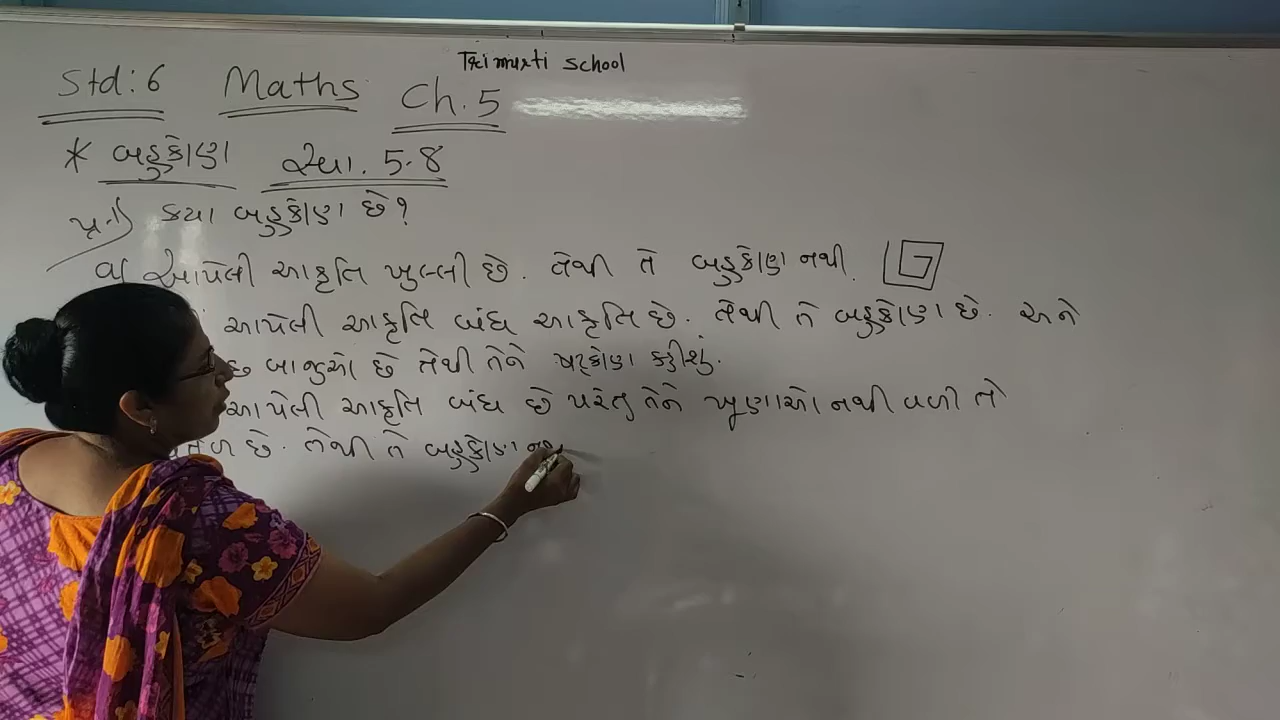 Trimurti school
Std: 6 Maths Ch. 5
* બહુકોણ સ્વા. 5.8
પ્ર.1) કયા બહુકોણ છે?
a) આપેલી આકૃતિ ખુલ્લી છે. તેથી તે બહુકોણ નથી.
આપેલી આકૃતિ બંધ આકૃતિ છે. તેથી તે બહુકોણ છે. અને
છ બાજુઓ છે તેથી તેને ષટ્કોણ કહીશું.
આપેલી આકૃતિ બંધ છે પરંતુ તેને ખૂણાઓ નથી વળી તે
છે. તેથી તે બહુકોણ